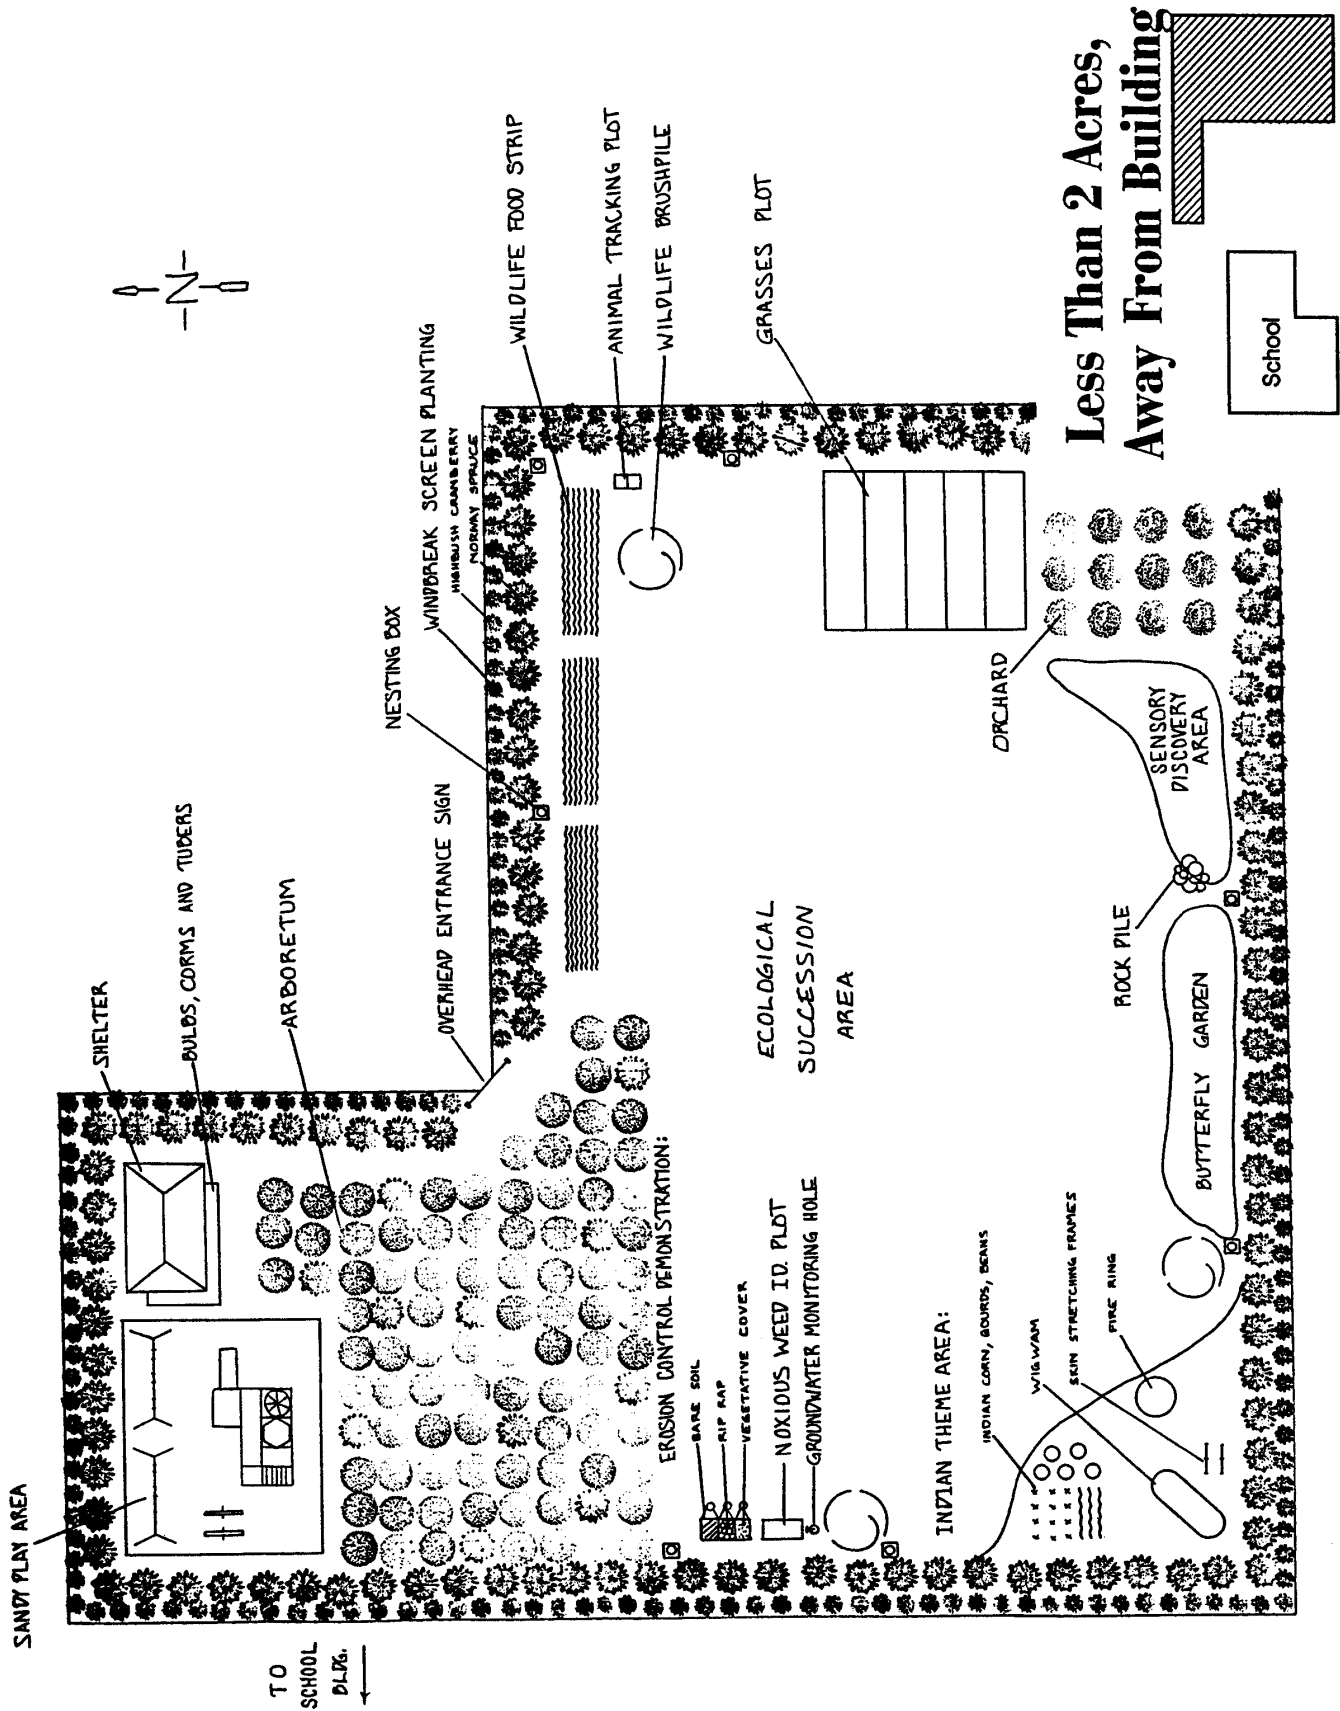 Less Than 2 Acres,
Away From Building
School
N
SANDY PLAY AREA
SHELTER
BULBS, CORMS AND TUBERS
ARBORETUM
OVERHEAD ENTRANCE SIGN
NESTING BOX
WINDBREAK SCREEN PLANTING
HIGHBUSH CRANBERRY
NORWAY SPRUCE
WILDLIFE FOOD STRIP
ANIMAL TRACKING PLOT
WILDLIFE BRUSHPILE
GRASSES PLOT
TO
SCHOOL
BLDG.
EROSION CONTROL DEMONSTRATION:
BARE SOIL
RIP RAP
VEGETATIVE COVER
NOXIOUS WEED I.D. PLOT
GROUNDWATER MONITORING HOLE
ECOLOGICAL
SUCCESSION
AREA
ORCHARD
INDIAN THEME AREA:
INDIAN CORN, GOURDS, BEANS
WIGWAM
SKIN STRETCHING FRAMES
FIRE RING
ROCK PILE
BUTTERFLY GARDEN
SENSORY
DISCOVERY
AREA